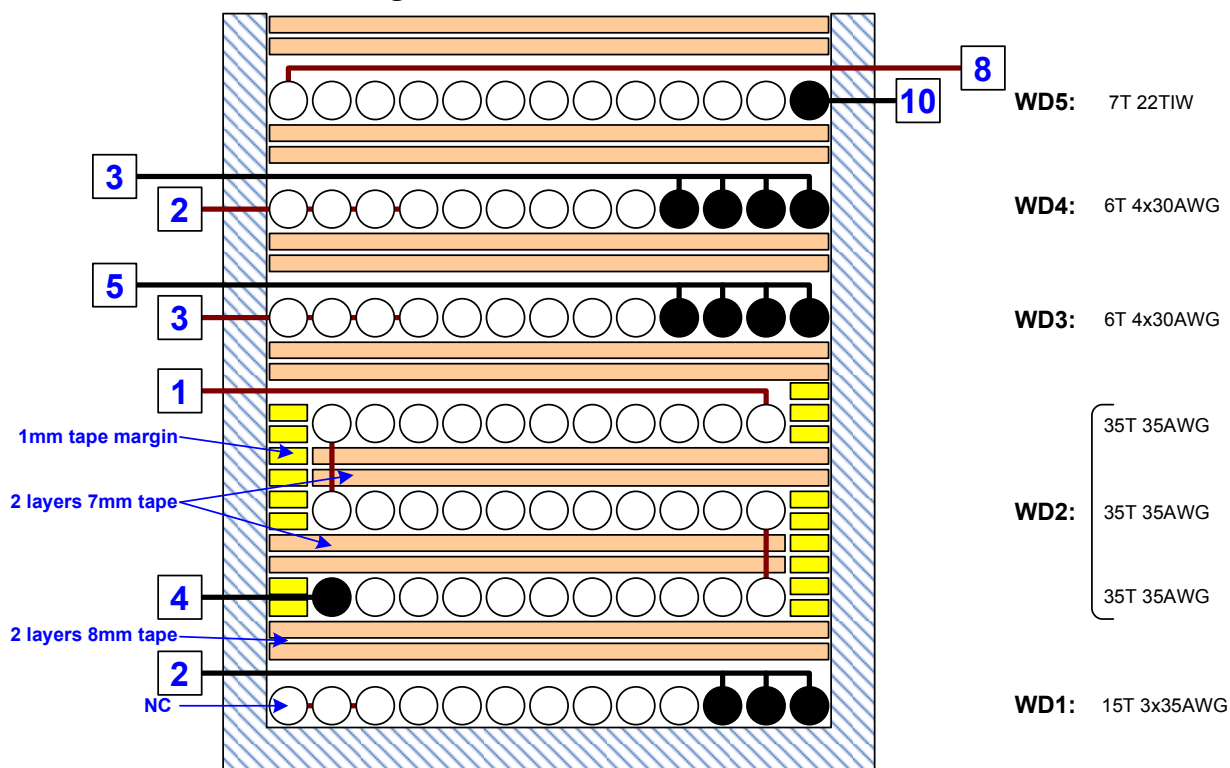 8
10
WD5: 7T 22TIW
3
2
WD4: 6T 4x30AWG
5
3
WD3: 6T 4x30AWG
1
35T 35AWG
1mm tape margin
2 layers 7mm tape
WD2: 35T 35AWG
4
35T 35AWG
2 layers 8mm tape
2
NC
WD1: 15T 3x35AWG